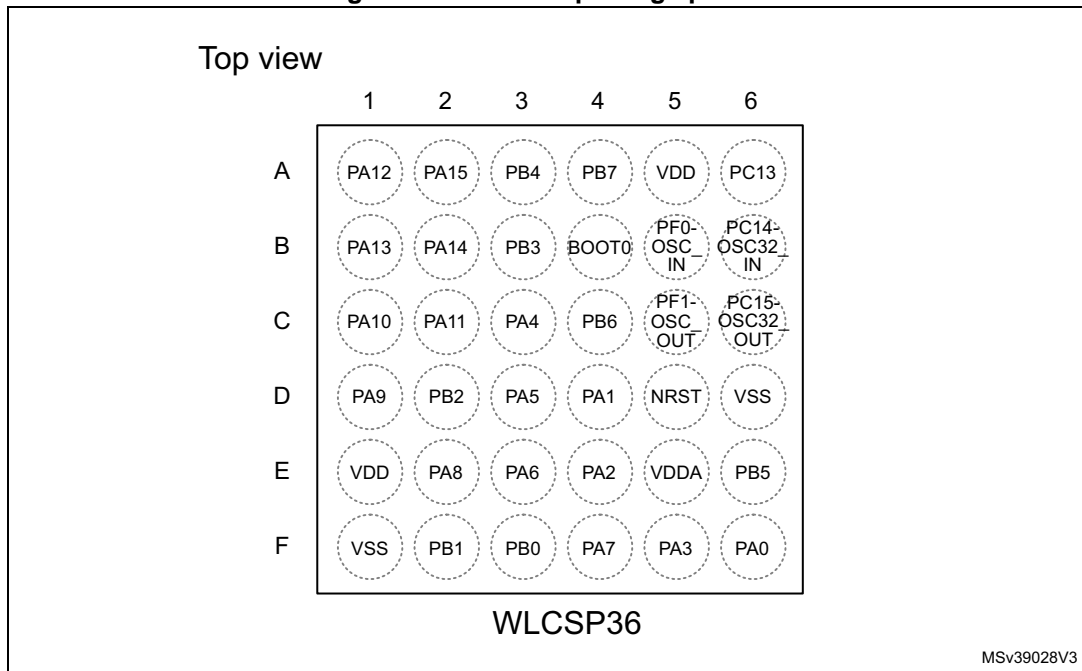 Top view
1 2 3 4 5 6
A PA12 PA15 PB4 PB7 VDD PC13
B PA13 PA14 PB3 BOOT0 PF0-OSC_IN PC14-OSC32_IN
C PA10 PA11 PA4 PB6 PF1-OSC_OUT PC15-OSC32_OUT
D PA9 PB2 PA5 PA1 NRST VSS
E VDD PA8 PA6 PA2 VDDA PB5
F VSS PB1 PB0 PA7 PA3 PA0
WLCSP36
MSv39028V3